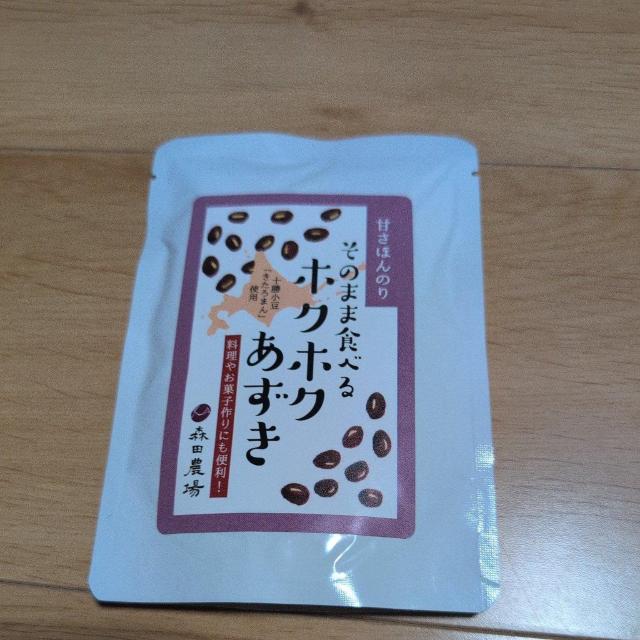 甘さほんのり
そのまま食べる
ホクホク
あずき
十勝小豆
「きたろまん」
使用
料理やお菓子作りにも便利！
森田農場